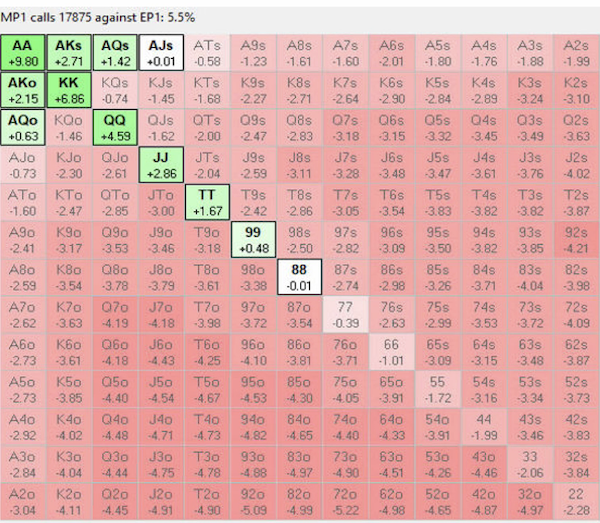 MP1 calls 17875 against EP1: 5.5%
AA AKs AQs AJs ATs A9s A8s A7s A6s A5s A4s A3s A2s
+9.80 +2.71 +1.42 +0.01 -0.58 -1.23 -1.61 -1.60 -2.01 -1.80 -1.76 -1.88 -1.99
AKo KK KQs KJs KTs K9s K8s K7s K6s K5s K4s K3s K2s
+2.15 +6.86 -0.74 -1.45 -1.68 -2.27 -2.71 -2.64 -2.90 -2.84 -2.89 -3.24 -3.10
AQo KQo QQ QJs QTs Q9s Q8s Q7s Q6s Q5s Q4s Q3s Q2s
+0.63 -1.46 +4.59 -1.62 -2.00 -2.47 -2.83 -3.18 -3.15 -3.32 -3.45 -3.49 -3.63
AJo KJo QJo JJ JTs J9s J8s J7s J6s J5s J4s J3s J2s
-0.73 -2.30 -2.61 +2.86 -2.04 -2.59 -3.11 -3.28 -3.48 -3.47 -3.61 -3.76 -4.02
ATo KTo QTo JTo TT T9s T8s T7s T6s T5s T4s T3s T2s
-1.60 -2.47 -2.85 -3.00 +1.67 -2.42 -2.86 -3.05 -3.54 -3.83 -3.82 -3.82 -3.87
A9o K9o Q9o J9o T9o 99 98s 97s 96s 95s 94s 93s 92s
-2.41 -3.17 -3.53 -3.46 -3.18 +0.48 -2.50 -2.82 -3.09 -3.50 -3.82 -3.85 -4.21
A8o K8o Q8o J8o T8o 98o 88 87s 86s 85s 84s 83s 82s
-2.59 -3.54 -3.78 -3.79 -3.61 -3.38 -0.01 -2.74 -2.98 -3.26 -3.71 -4.04 -3.98
A7o K7o Q7o J7o T7o 97o 87o 77 76s 75s 74s 73s 72s
-2.62 -3.63 -4.19 -4.18 -3.98 -3.72 -3.54 -0.39 -2.63 -2.99 -3.53 -3.72 -4.09
A6o K6o Q6o J6o T6o 96o 86o 76o 66 65s 64s 63s 62s
-2.73 -3.61 -4.18 -4.43 -4.25 -4.10 -3.81 -3.71 -1.01 -3.09 -3.15 -3.48 -3.87
A5o K5o Q5o J5o T5o 95o 85o 75o 65o 55 54s 53s 52s
-2.73 -3.85 -4.40 -4.54 -4.67 -4.53 -4.30 -4.05 -3.91 -1.72 -3.16 -3.34 -3.73
A4o K4o Q4o J4o T4o 94o 84o 74o 64o 54o 44 43s 42s
-2.92 -4.02 -4.48 -4.71 -4.73 -4.82 -4.65 -4.40 -4.33 -3.91 -1.99 -3.46 -3.83
A3o K3o Q3o J3o T3o 93o 83o 73o 63o 53o 43o 33 32s
-2.84 -4.04 -4.44 -4.75 -4.78 -4.88 -4.97 -4.90 -4.51 -4.26 -4.46 -2.06 -3.84
A2o K2o Q2o J2o T2o 92o 82o 72o 62o 52o 42o 32o 22
-3.04 -4.11 -4.45 -4.91 -4.90 -5.09 -4.99 -5.22 -4.98 -4.65 -4.87 -4.97 -2.28